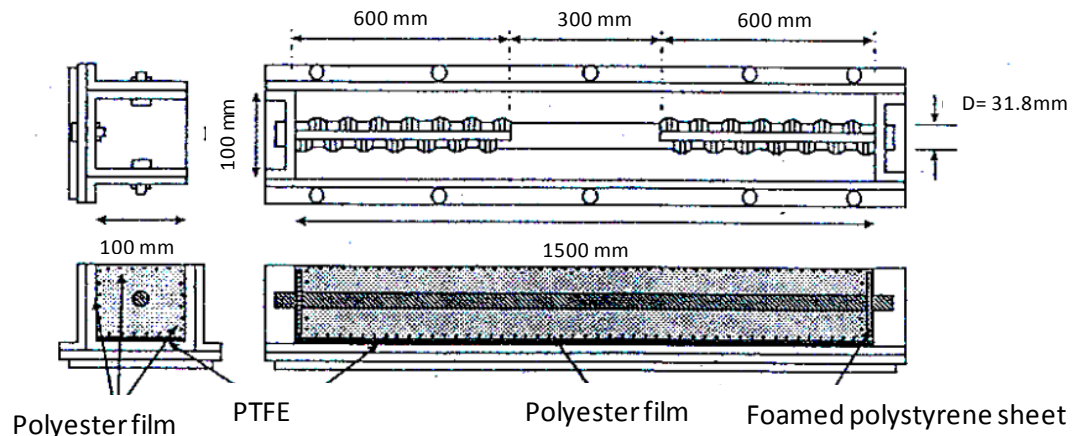 600 mm
300 mm
600 mm
D= 31.8mm
100 mm
100 mm
1500 mm
Polyester film
PTFE
Polyester film
Foamed polystyrene sheet